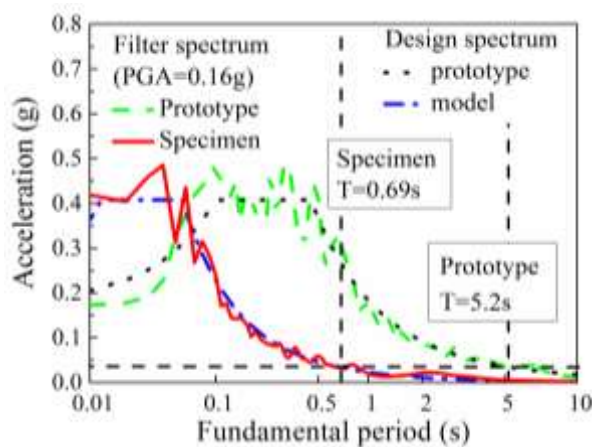 0.8
0.7
0.6
0.5
0.4
0.3
0.2
0.1
0.0
Acceleration (g)
Filter spectrum
(PGA=0.16g)
Prototype
Specimen
Design spectrum
prototype
model
Specimen
T=0.69s
Prototype
T=5.2s
0.01
0.1
0.5
1
2
5
10
Fundamental period (s)